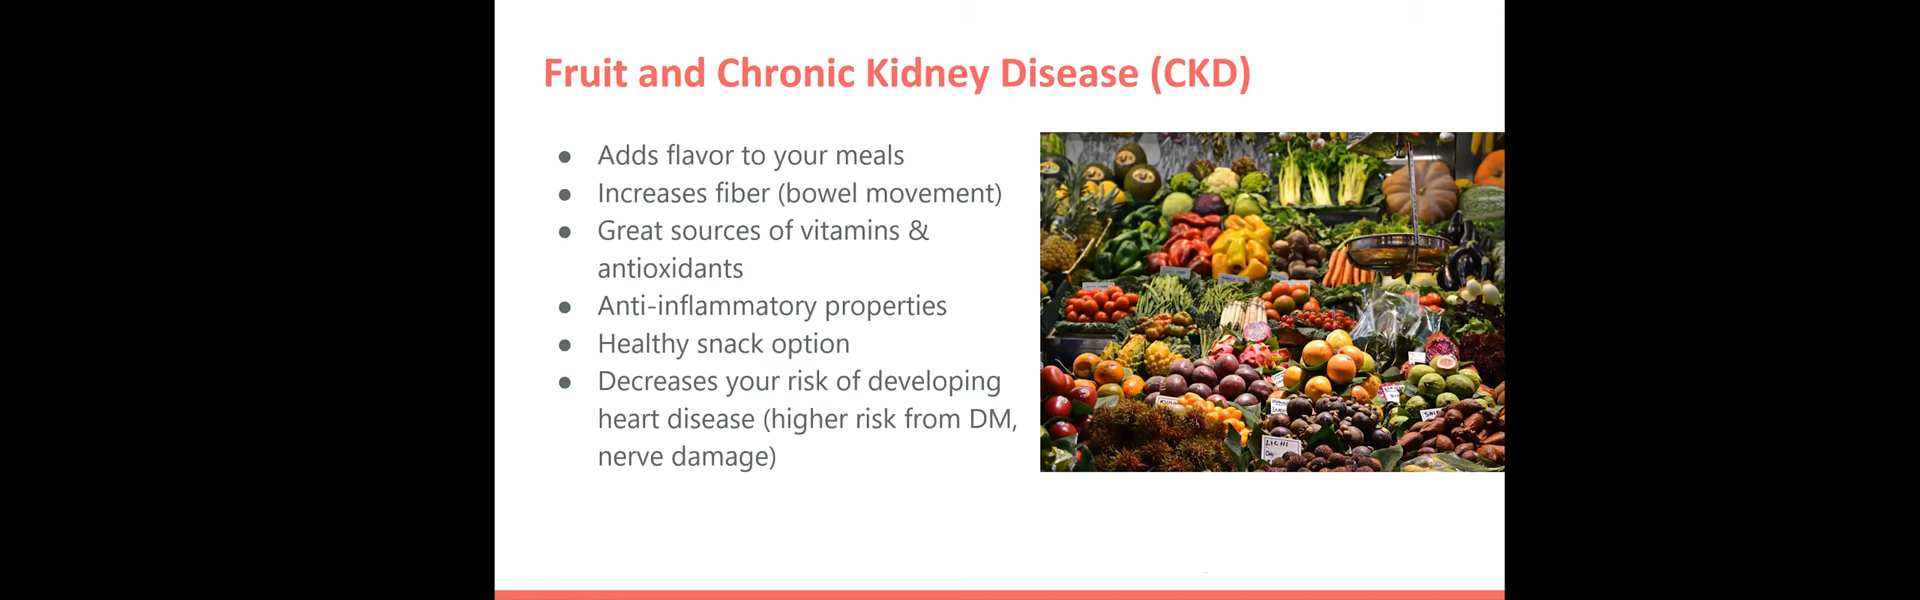 Fruit and Chronic Kidney Disease (CKD)
● Adds flavor to your meals
● Increases fiber (bowel movement)
● Great sources of vitamins &
antioxidants
● Anti-inflammatory properties
● Healthy snack option
● Decreases your risk of developing
heart disease (higher risk from DM,
nerve damage)
LICHI